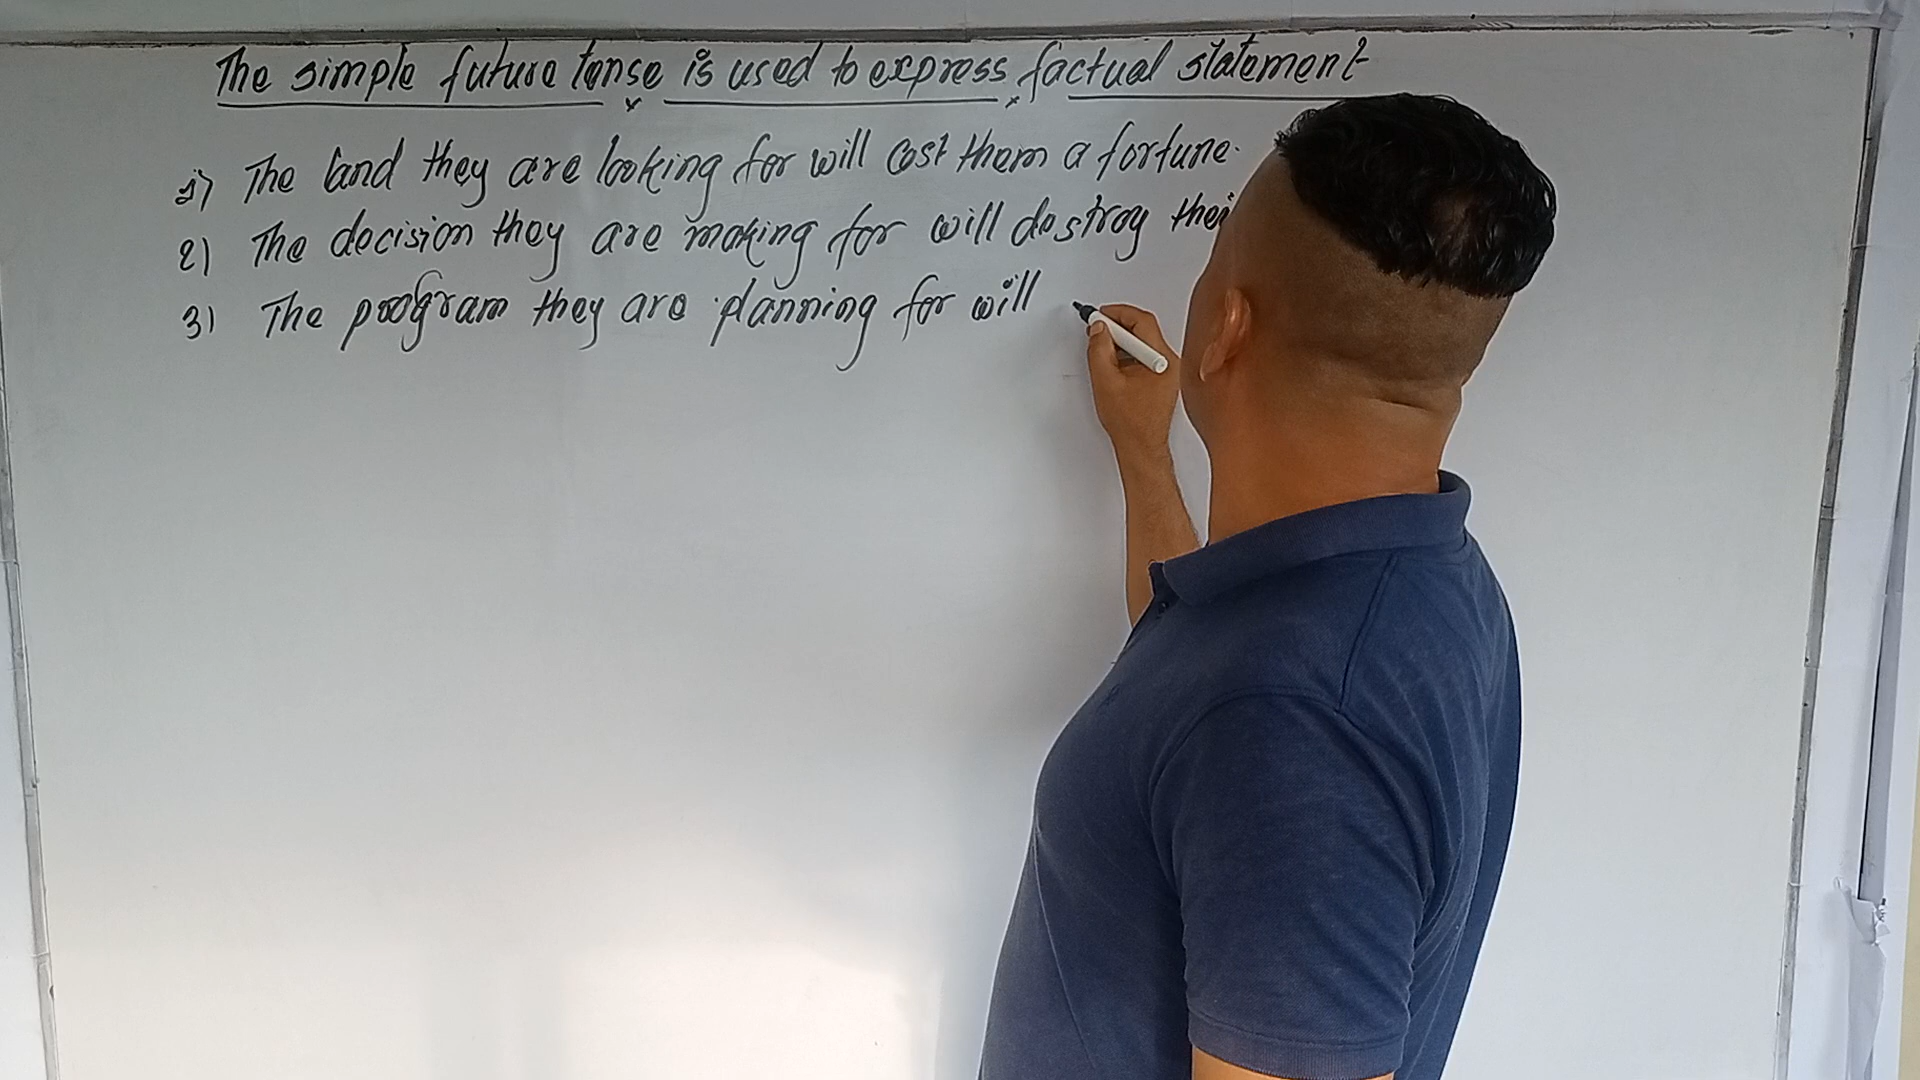 The simple future tense is used to express factual statement
1) The land they are looking for will cost them a fortune.
2) The decision they are making for will destroy
3) The program they are planning for will